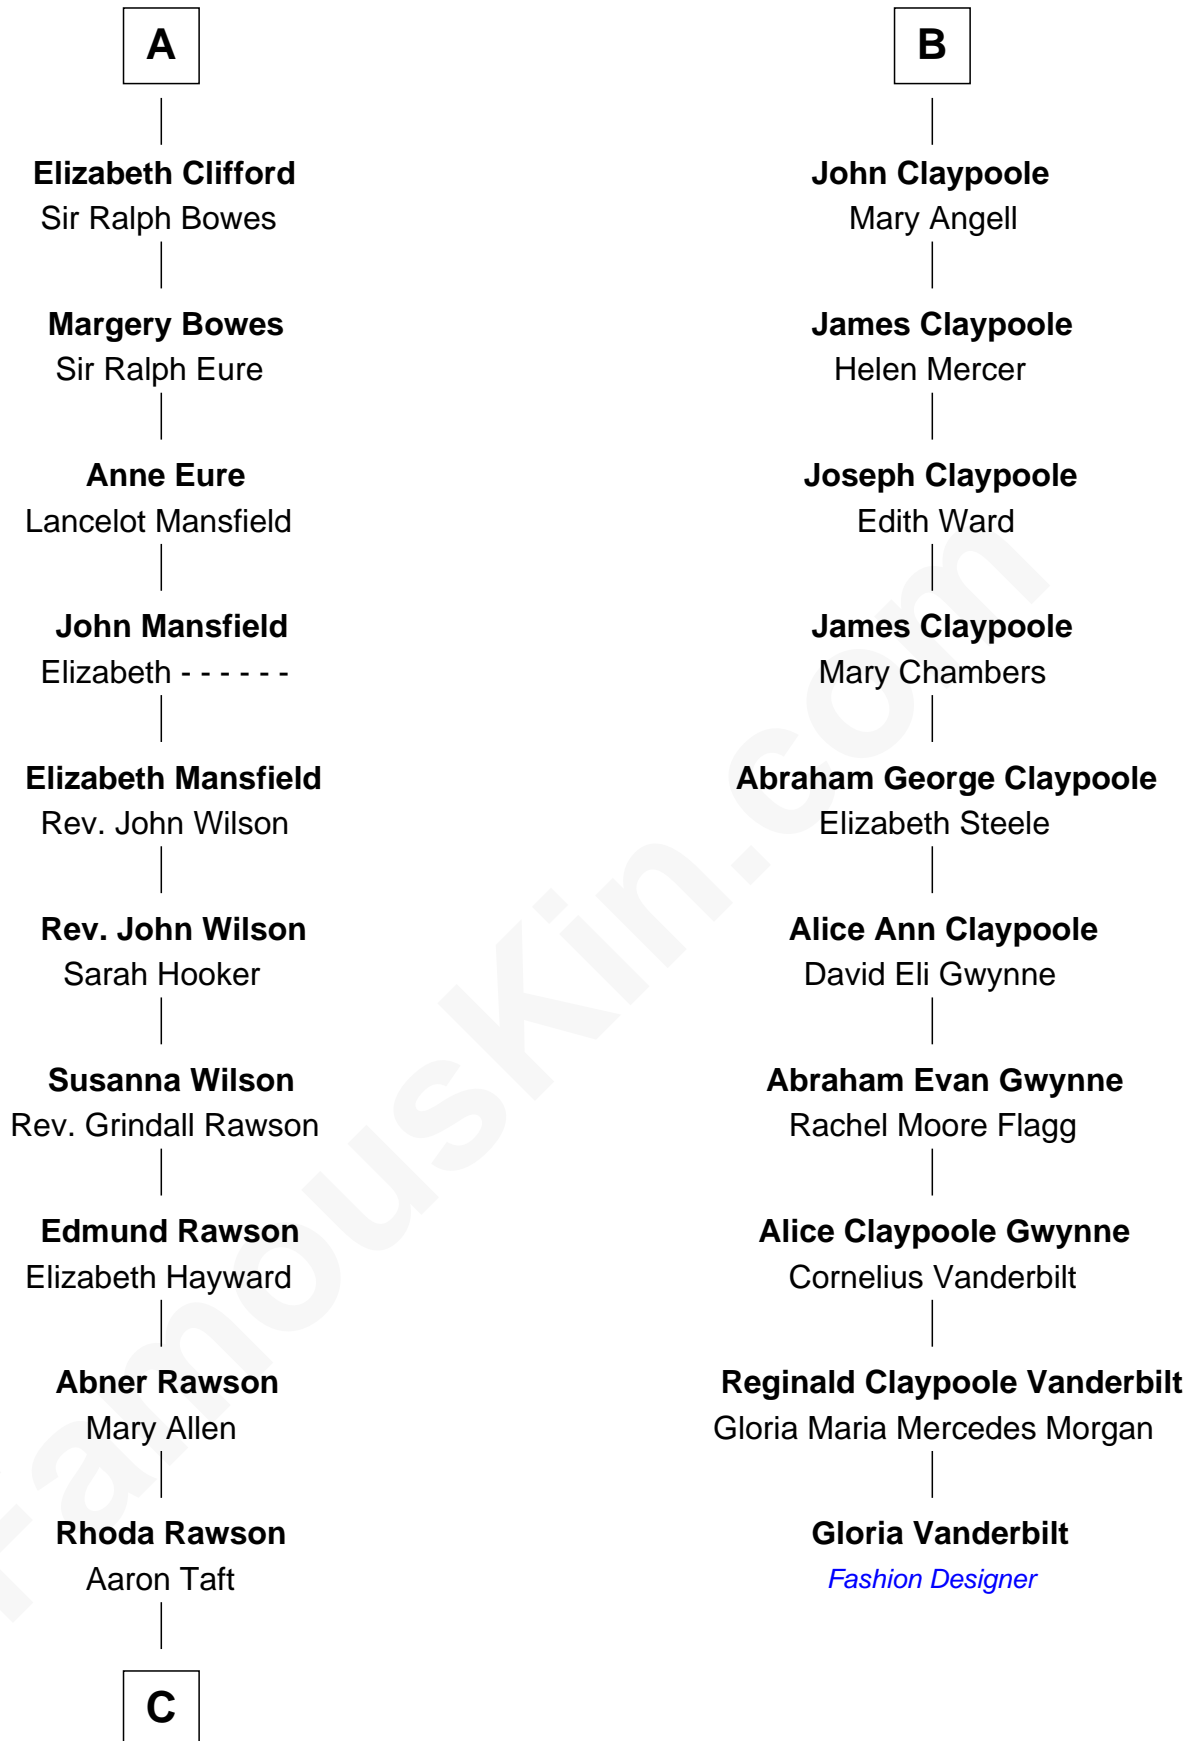 A
Elizabeth Clifford
Sir Ralph Bowes
Margery Bowes
Sir Ralph Eure
Anne Eure
Lancelot Mansfield
John Mansfield
Elizabeth - - - - - -
Elizabeth Mansfield
Rev. John Wilson
Rev. John Wilson
Sarah Hooker
Susanna Wilson
Rev. Grindall Rawson
Edmund Rawson
Elizabeth Hayward
Abner Rawson
Mary Allen
Rhoda Rawson
Aaron Taft
C
B
John Claypoole
Mary Angell
James Claypoole
Helen Mercer
Joseph Claypoole
Edith Ward
James Claypoole
Mary Chambers
Abraham George Claypoole
Elizabeth Steele
Alice Ann Claypoole
David Eli Gwynne
Abraham Evan Gwynne
Rachel Moore Flagg
Alice Claypoole Gwynne
Cornelius Vanderbilt
Reginald Claypoole Vanderbilt
Gloria Maria Mercedes Morgan
Gloria Vanderbilt
Fashion Designer
FamousKin.com